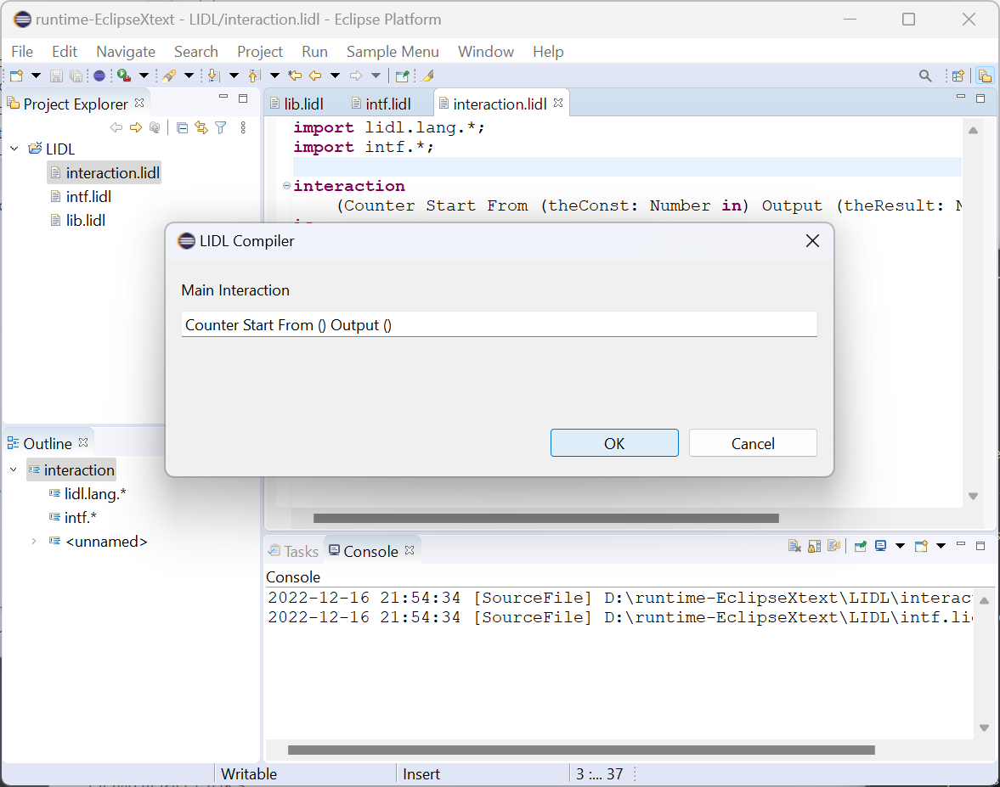 runtime-EclipseXtext - LIDL/interaction.lidl - Eclipse Platform
File Edit Navigate Search Project Run Sample Menu Window Help
Project Explorer
LIDL
interaction.lidl
intf.lidl
lib.lidl
lib.lidl intf.lidl interaction.lidl
import lidl.lang.*;
import intf.*;
interaction
(Counter Start From (theConst: Number in) Output (theResult:
LIDL Compiler
Main Interaction
Counter Start From () Output ()
OK Cancel
Outline
interaction
lidl.lang.*
intf.*
<unnamed>
Tasks Console
Console
2022-12-16 21:54:34 [SourceFile] D:\runtime-EclipseXtext\LIDL\interac
2022-12-16 21:54:34 [SourceFile] D:\runtime-EclipseXtext\LIDL\intf.li
Writable Insert 3 :... 37